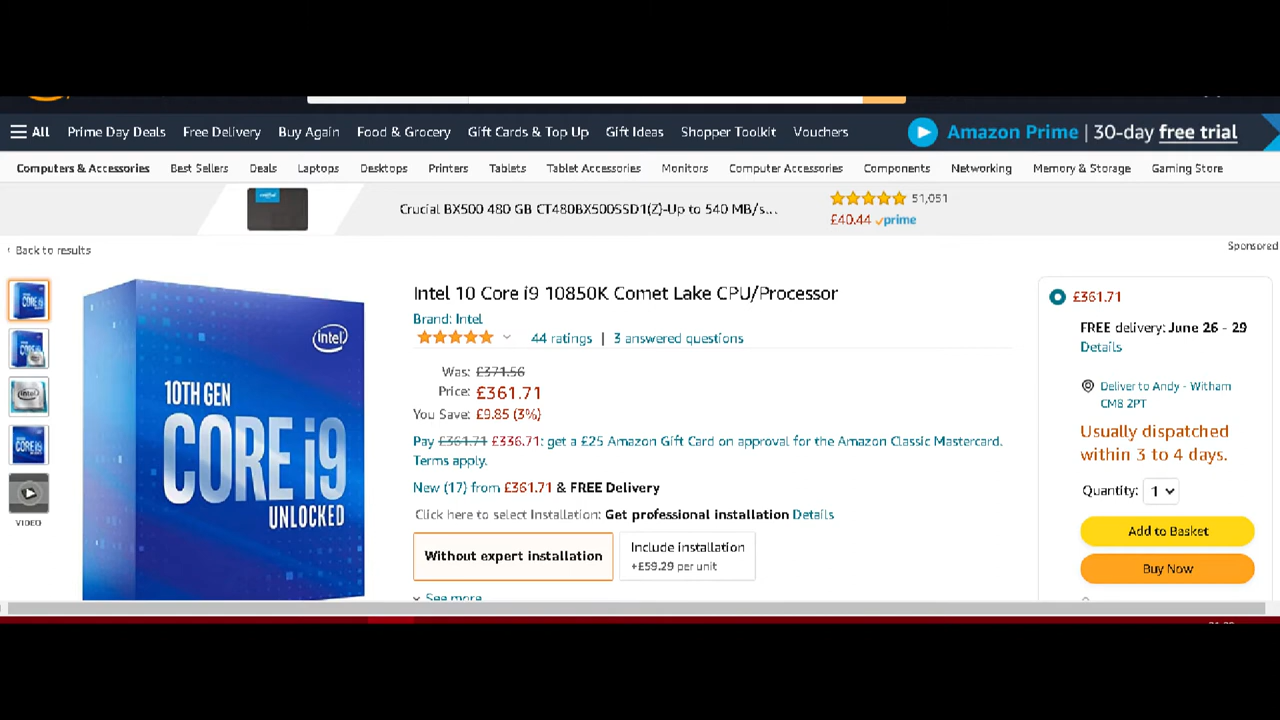 All Prime Day Deals Free Delivery Buy Again Food & Grocery Gift Cards & Top Up Gift Ideas Shopper Toolkit Vouchers Amazon Prime | 30-day free trial
Computers & Accessories Best Sellers Deals Laptops Desktops Printers Tablets Tablet Accessories Monitors Computer Accessories Components Networking Memory & Storage Gaming Store
Crucial BX500 480 GB CT480BX500SSD1(Z)-Up to 540 MB/s... 51,051
£40.44 prime
Sponsored
‹ Back to results
Intel 10 Core i9 10850K Comet Lake CPU/Processor
Brand: Intel
44 ratings | 3 answered questions
Was: £371.56
Price: £361.71
You Save: £9.85 (3%)
Pay £361.71 £336.71: get a £25 Amazon Gift Card on approval for the Amazon Classic Mastercard.
Terms apply.
New (17) from £361.71 & FREE Delivery
Click here to select Installation: Get professional installation Details
Without expert installation
Include installation
+£59.29 per unit
See more
intel
10TH GEN
CORE i9
UNLOCKED
VIDEO
£361.71
FREE delivery: June 26 - 29
Details
Deliver to Andy - Witham
CM8 2PT
Usually dispatched
within 3 to 4 days.
Quantity: 1
Add to Basket
Buy Now